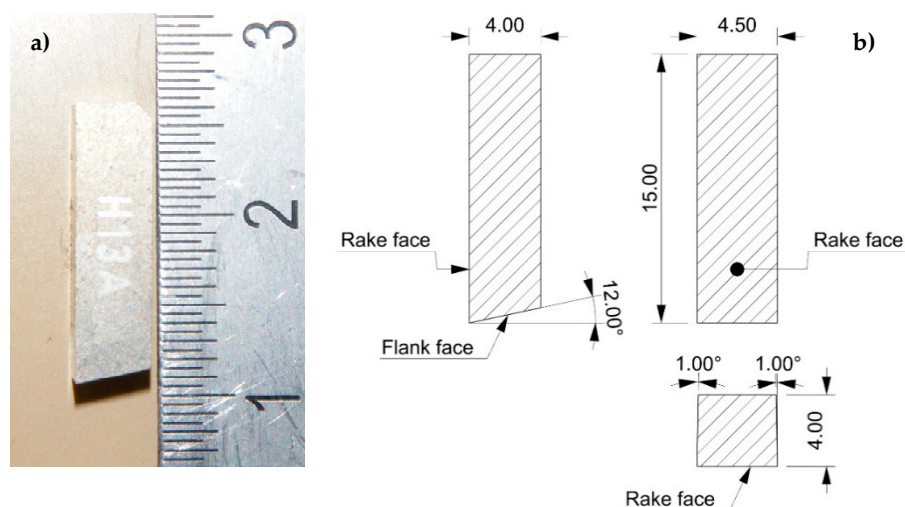 a)
H13A
3
2
1
4.00
4.50
b)
15.00
Rake face
Rake face
12.00°
Flank face
1.00°
1.00°
4.00
Rake face